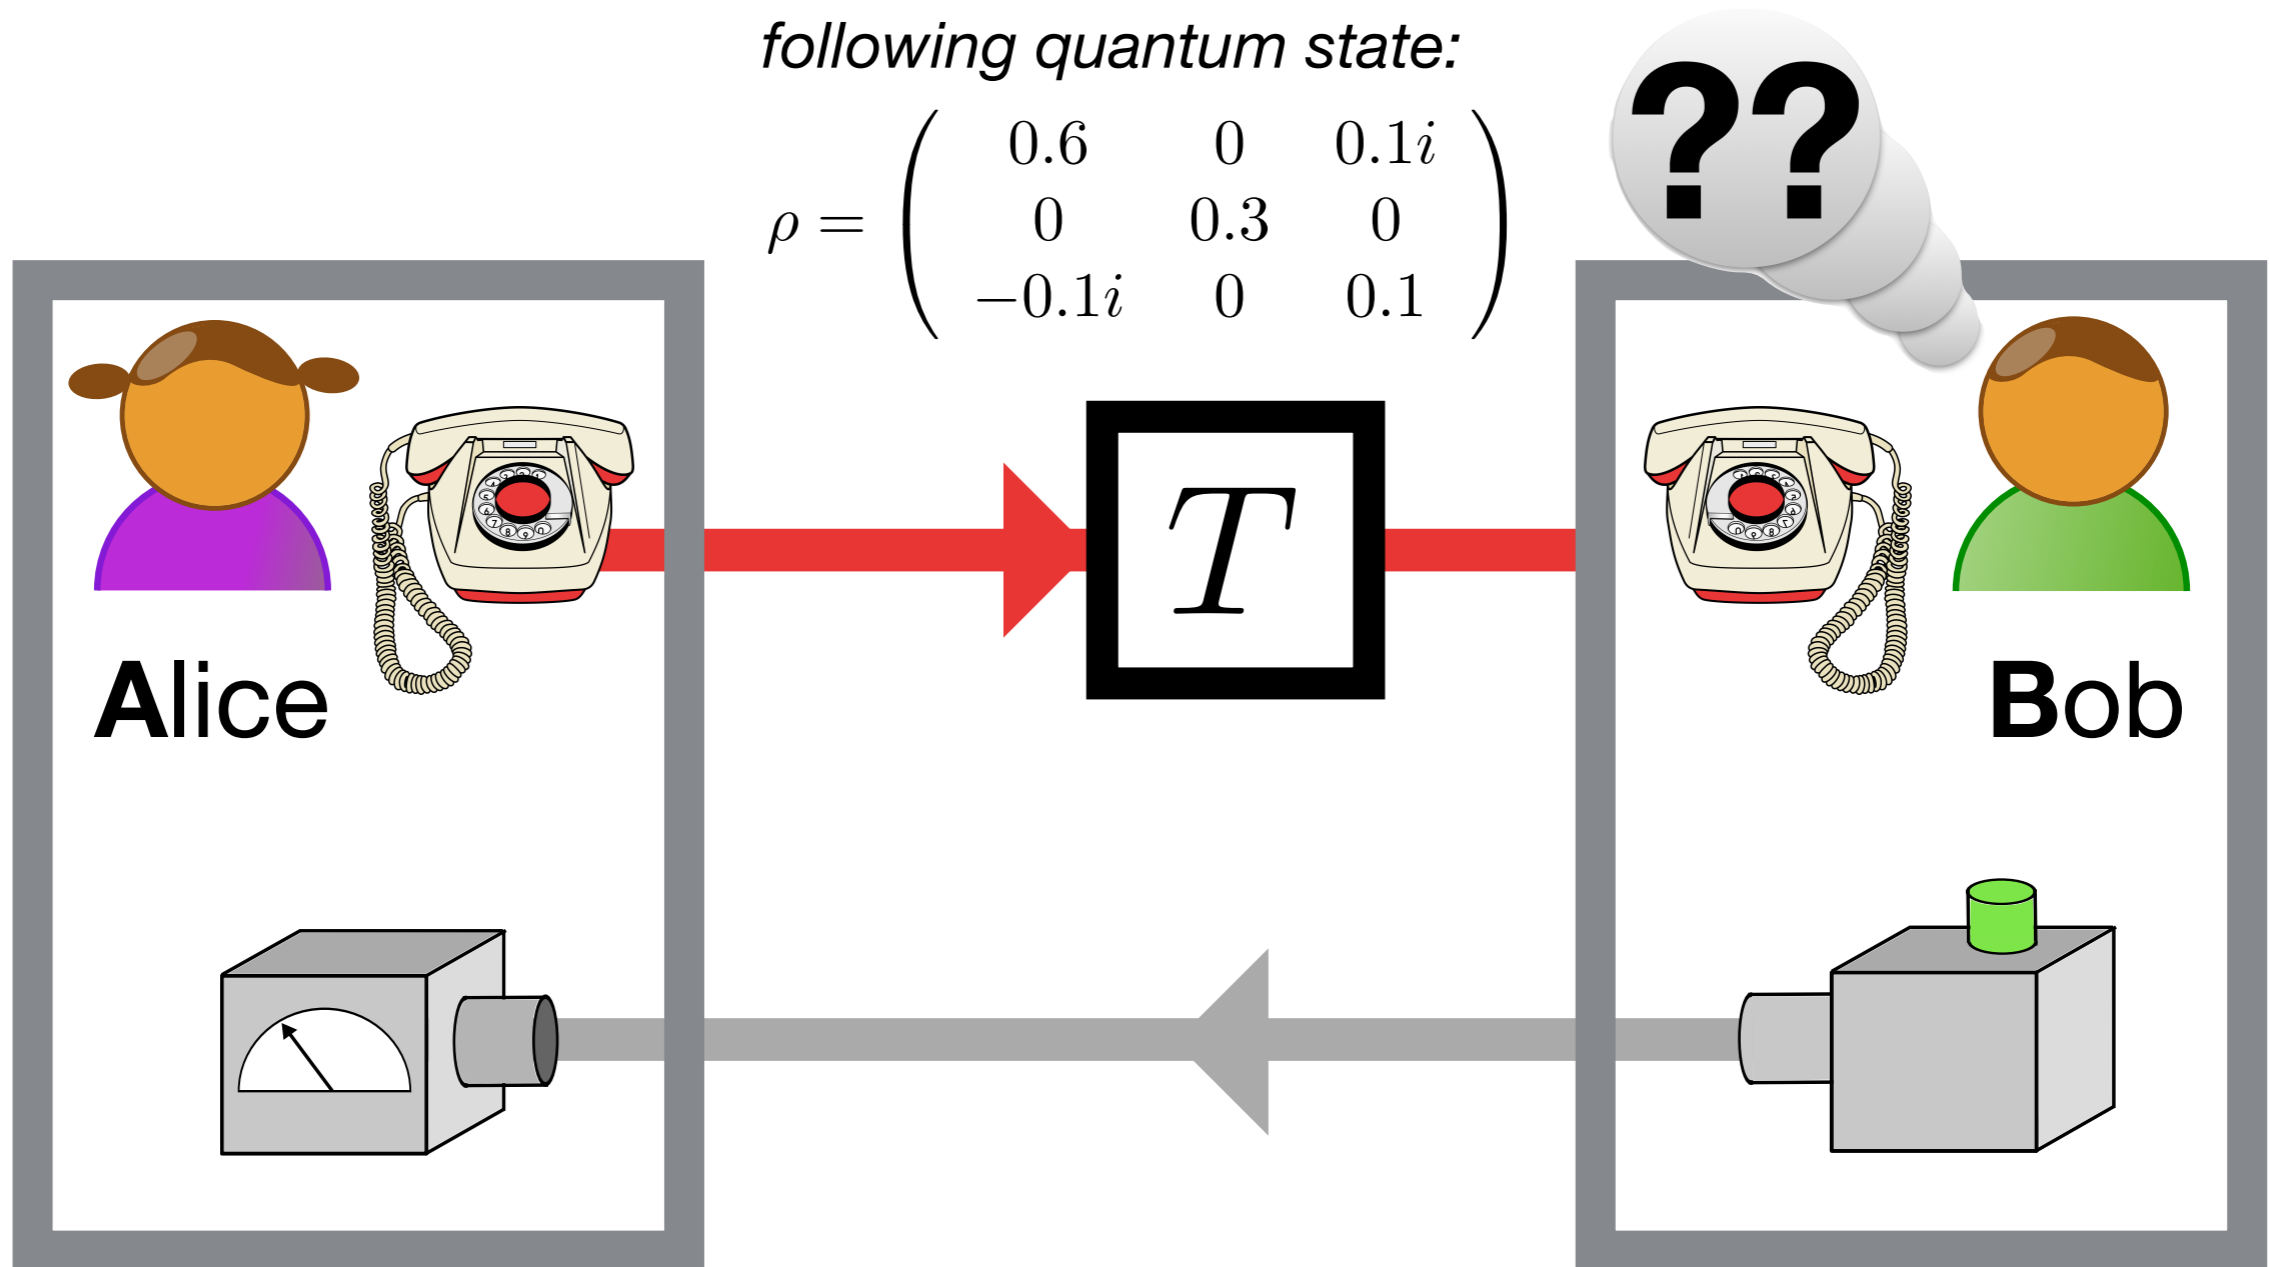 following quantum state:
??
ρ = ( 0.6 0 0.1i
0 0.3 0
−0.1i 0 0.1 )
T
Alice
Bob